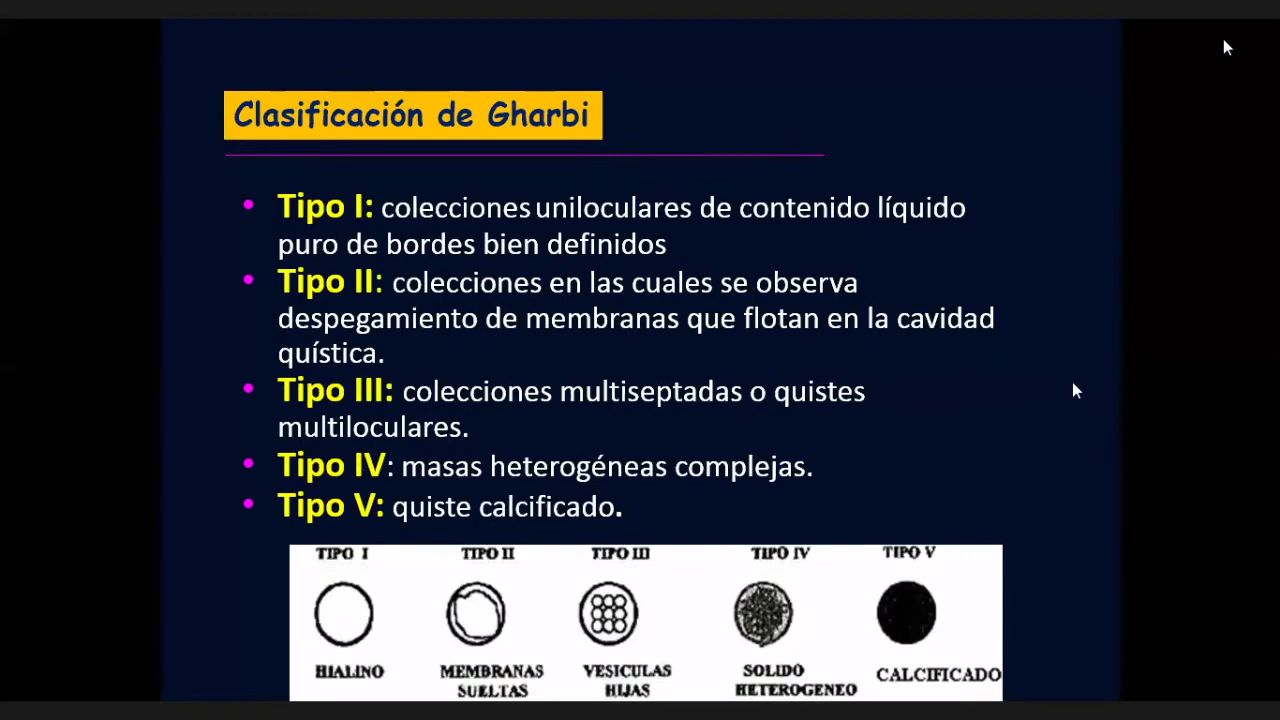 Clasificación de Gharbi
• Tipo I: colecciones uniloculares de contenido líquido
puro de bordes bien definidos
• Tipo II: colecciones en las cuales se observa
despegamiento de membranas que flotan en la cavidad
quística.
• Tipo III: colecciones multiseptadas o quistes
multiloculares.
• Tipo IV: masas heterogéneas complejas.
• Tipo V: quiste calcificado.
TIPO I TIPO II TIPO III TIPO IV TIPO V
HIALINO MEMBRANAS VESICULAS SOLIDO CALCIFICADO
SUELTAS HIJAS HETEROGENEO